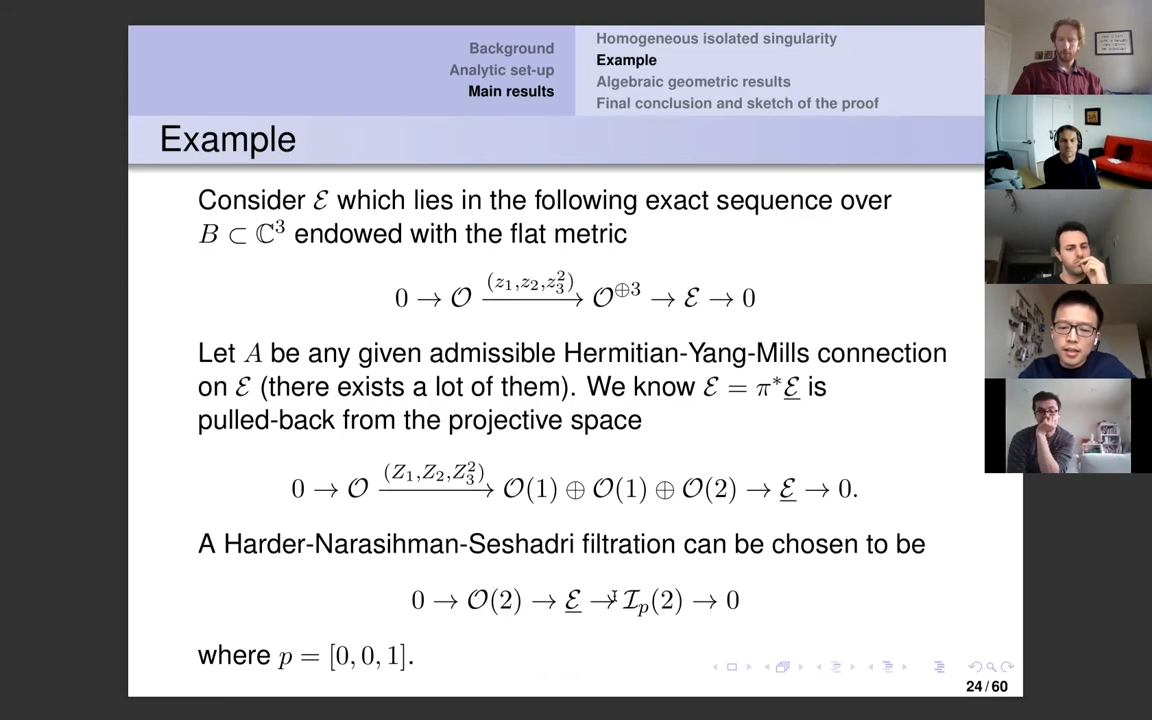 Background
Analytic set-up
Main results
Homogeneous isolated singularity
Example
Algebraic geometric results
Final conclusion and sketch of the proof
Example
Consider ℰ which lies in the following exact sequence over
B ⊂ ℂ³ endowed with the flat metric
0 → 𝒪 →^{(z₁,z₂,z₃²)} 𝒪^{⊕3} → ℰ → 0
Let A be any given admissible Hermitian-Yang-Mills connection
on ℰ (there exists a lot of them). We know ℰ = π*ℰ̲ is
pulled-back from the projective space
0 → 𝒪 →^{(Z₁,Z₂,Z₃²)} 𝒪(1) ⊕ 𝒪(1) ⊕ 𝒪(2) → ℰ̲ → 0.
A Harder-Narasihman-Seshadri filtration can be chosen to be
0 → 𝒪(2) → ℰ̲ → ℐ_p(2) → 0
where p = [0, 0, 1].
24/60